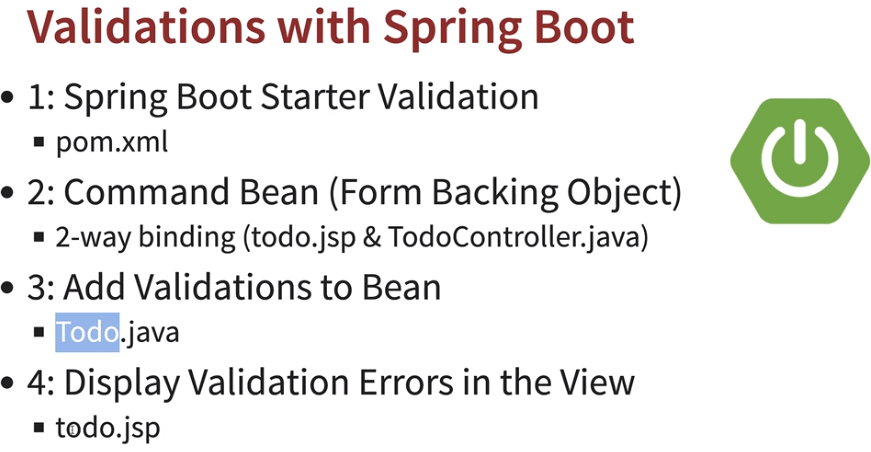 Validations with Spring Boot
• 1: Spring Boot Starter Validation
▪ pom.xml
• 2: Command Bean (Form Backing Object)
▪ 2-way binding (todo.jsp & TodoController.java)
• 3: Add Validations to Bean
▪ Todo.java
• 4: Display Validation Errors in the View
▪ todo.jsp